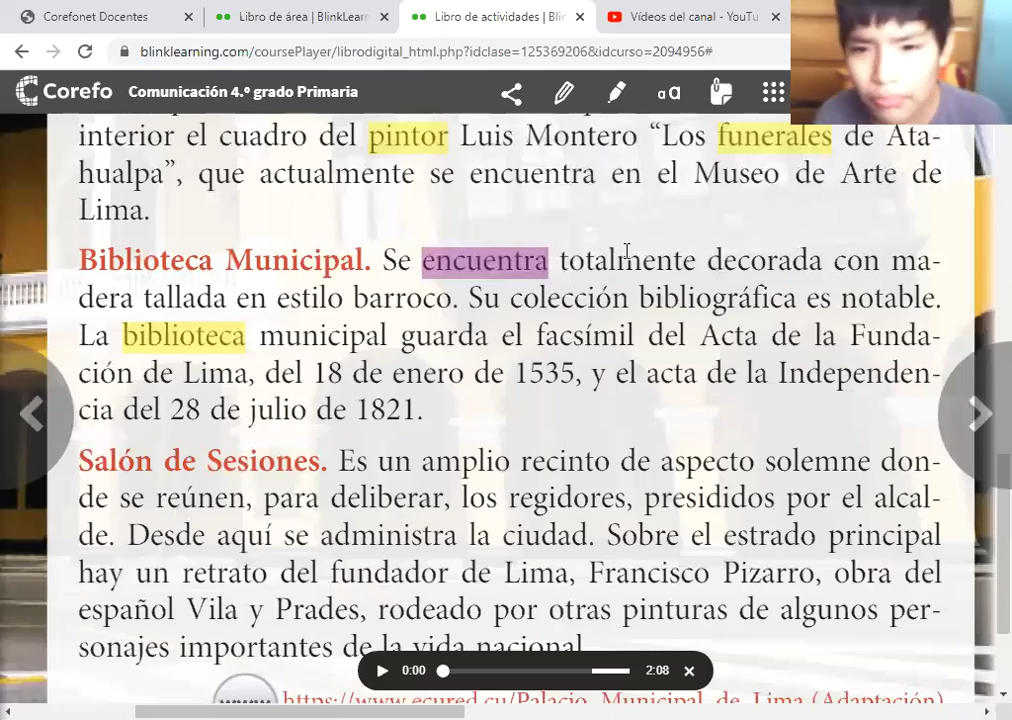 Corefonet Docentes
Libro de área | BlinkLear
Libro de actividades | Bli
Vídeos del canal - YouTu
blinklearning.com/coursePlayer/librodigital_html.php?idclase=125369206&idcurso=2094956#
Corefo Comunicación 4.º grado Primaria
interior el cuadro del pintor Luis Montero “Los funerales de Ata-
hualpa”, que actualmente se encuentra en el Museo de Arte de
Lima.
Biblioteca Municipal. Se encuentra totalmente decorada con ma-
dera tallada en estilo barroco. Su colección bibliográfica es notable.
La biblioteca municipal guarda el facsímil del Acta de la Funda-
ción de Lima, del 18 de enero de 1535, y el acta de la Independen-
cia del 28 de julio de 1821.
Salón de Sesiones. Es un amplio recinto de aspecto solemne don-
de se reúnen, para deliberar, los regidores, presididos por el alcal-
de. Desde aquí se administra la ciudad. Sobre el estrado principal
hay un retrato del fundador de Lima, Francisco Pizarro, obra del
español Vila y Prades, rodeado por otras pinturas de algunos per-
sonajes importantes de la vida nacional.
0:00 2:08
https://www.ecured.cu/Palacio_Municipal_de_Lima (Adaptación)